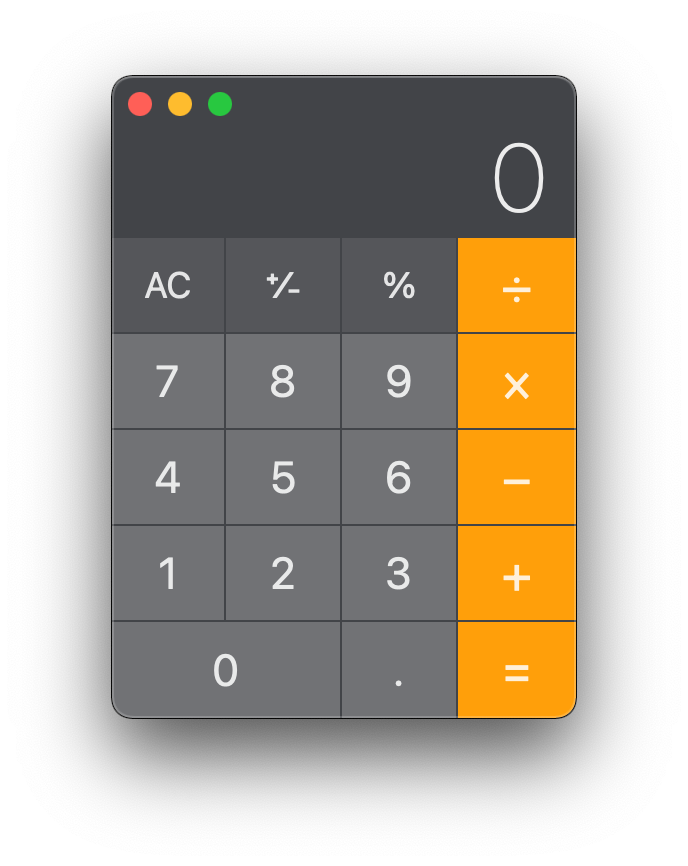 0
AC ⁺∕₋ % ÷
7 8 9 ×
4 5 6 −
1 2 3 +
0 . =